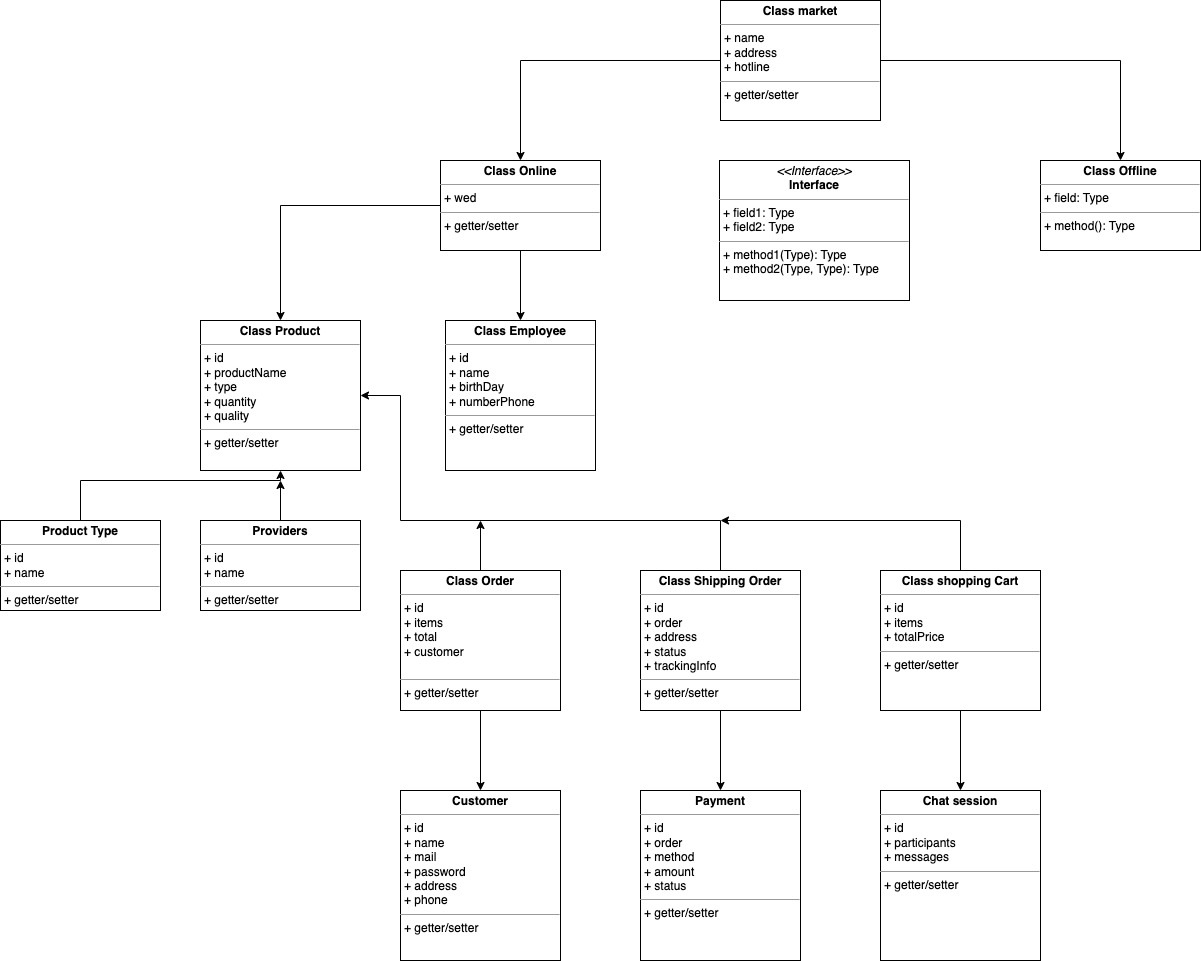 Class market
+ name
+ address
+ hotline
+ getter/setter
Class Online
+ wed
+ getter/setter
<<Interface>>
Interface
+ field1: Type
+ field2: Type
+ method1(Type): Type
+ method2(Type, Type): Type
Class Offline
+ field: Type
+ method(): Type
Class Product
+ id
+ productName
+ type
+ quantity
+ quality
+ getter/setter
Class Employee
+ id
+ name
+ birthDay
+ numberPhone
+ getter/setter
Product Type
+ id
+ name
+ getter/setter
Providers
+ id
+ name
+ getter/setter
Class Order
+ id
+ items
+ total
+ customer
+ getter/setter
Class Shipping Order
+ id
+ order
+ address
+ status
+ trackingInfo
+ getter/setter
Class shopping Cart
+ id
+ items
+ totalPrice
+ getter/setter
Customer
+ id
+ name
+ mail
+ password
+ address
+ phone
+ getter/setter
Payment
+ id
+ order
+ method
+ amount
+ status
+ getter/setter
Chat session
+ id
+ participants
+ messages
+ getter/setter